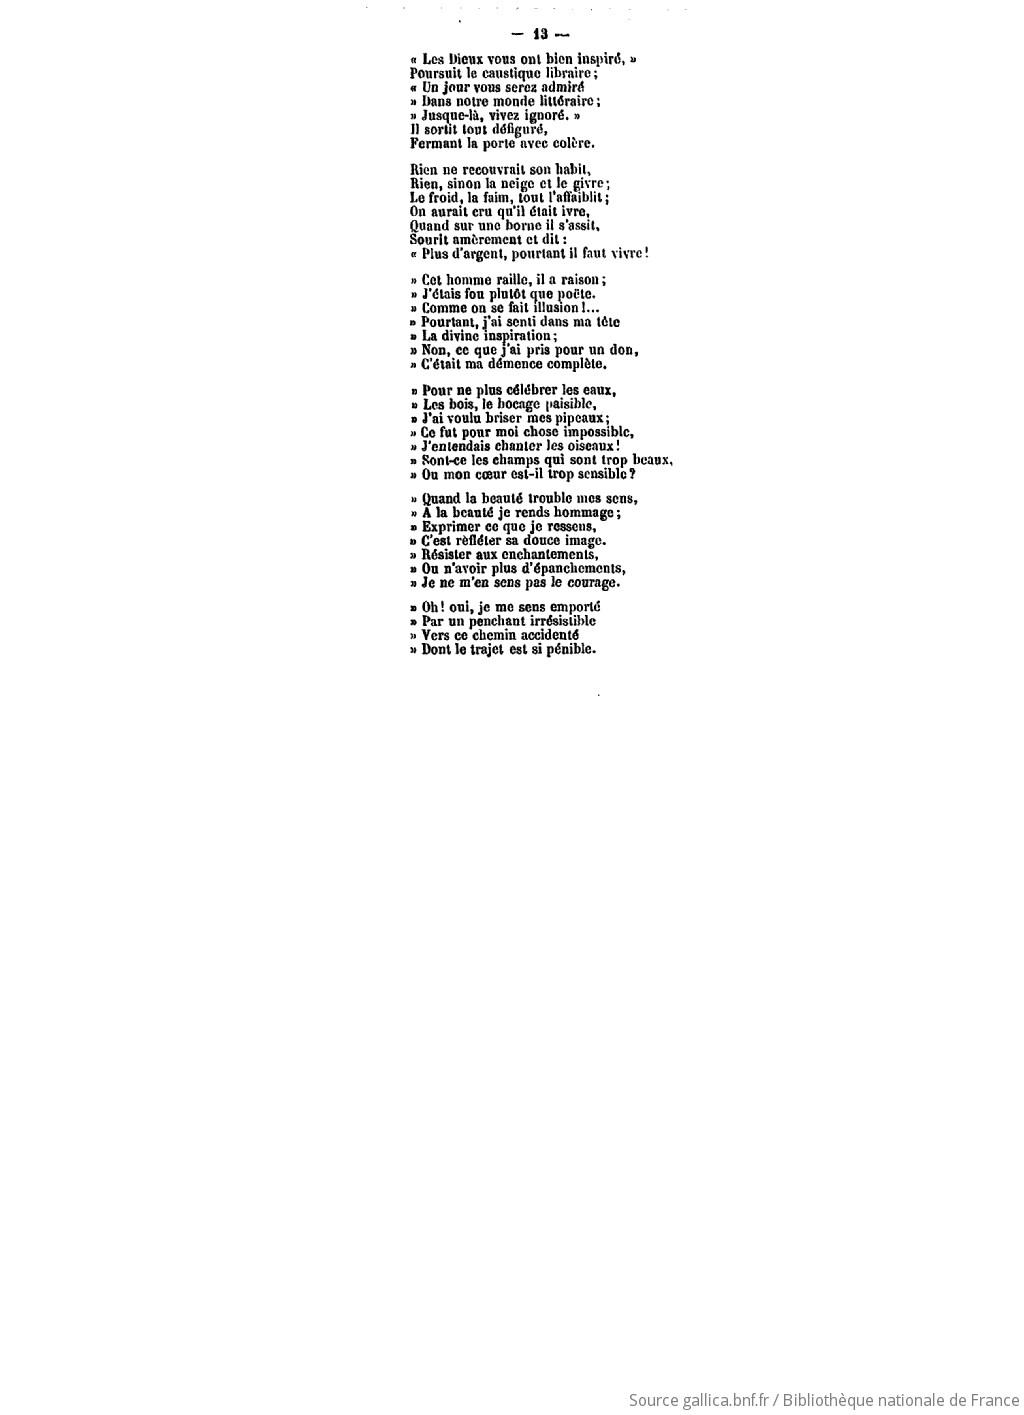 — 13 —
« Les Dieux vous ont bien inspiré, »
Poursuit le caustique libraire ;
« Un jour vous serez admiré
» Dans notre monde littéraire ;
» Jusque-là, vivez ignoré. »
Il sortit tout défiguré,
Fermant la porte avec colère.
Rien ne recouvrait son habit,
Rien, sinon la neige et le givre ;
Le froid, la faim, tout l'affaiblit ;
On aurait cru qu'il était ivre,
Quand sur une borne il s'assit,
Sourit amèrement et dit :
« Plus d'argent, pourtant il faut vivre !
» Cet homme raille, il a raison ;
» J'étais fou plutôt que poëte.
» Comme on se fait illusion !...
» Pourtant, j'ai senti dans ma tête
» La divine inspiration ;
» Non, ce que j'ai pris pour un don,
» C'était ma démence complète.
» Pour ne plus célébrer les eaux,
» Les bois, le bocage paisible,
» J'ai voulu briser mes pipeaux ;
» Ce fut pour moi chose impossible,
» J'entendais chanter les oiseaux !
» Sont-ce les champs qui sont trop beaux,
» Ou mon cœur est-il trop sensible ?
» Quand la beauté trouble mes sens,
» A la beauté je rends hommage ;
» Exprimer ce que je ressens,
» C'est rèfléter sa douce image.
» Résister aux enchantements,
» Ou n'avoir plus d'épanchements,
» Je ne m'en sens pas le courage.
» Oh ! oui, je me sens emporté
» Par un penchant irrésistible
» Vers ce chemin accidenté
» Dont le trajet est si pénible.
Source gallica.bnf.fr / Bibliothèque nationale de France